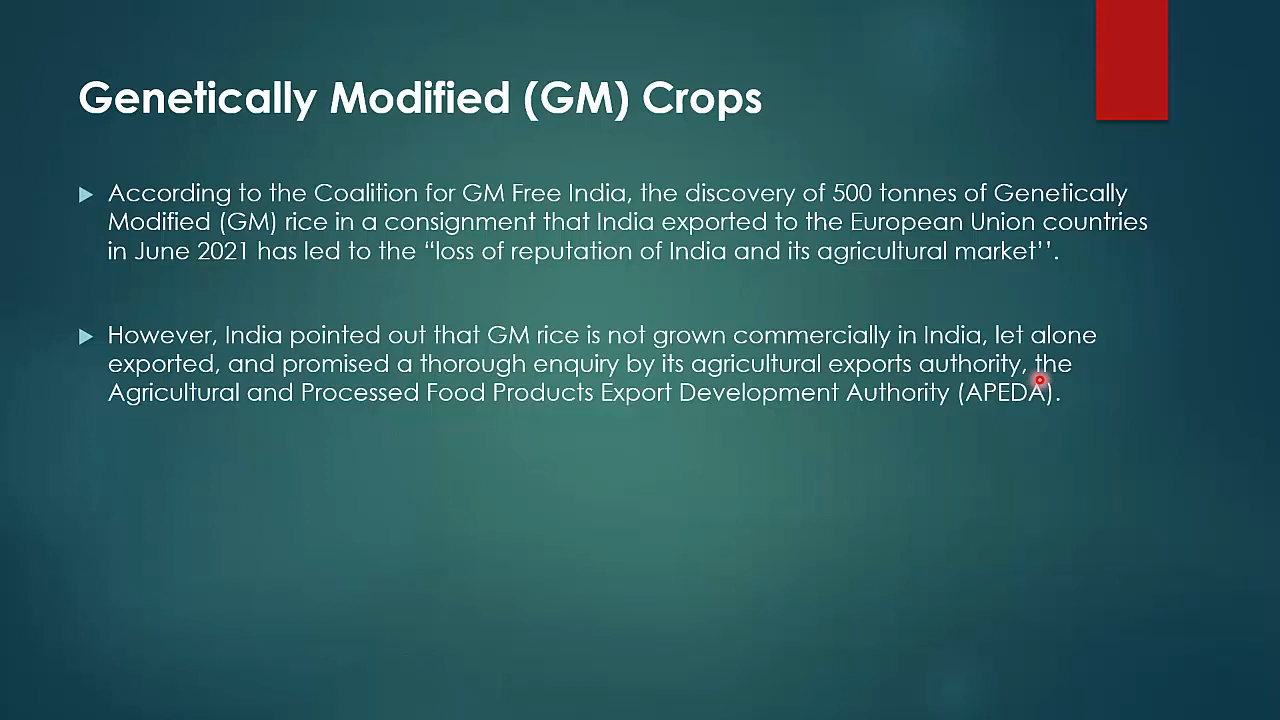 Genetically Modified (GM) Crops
According to the Coalition for GM Free India, the discovery of 500 tonnes of Genetically
Modified (GM) rice in a consignment that India exported to the European Union countries
in June 2021 has led to the “loss of reputation of India and its agricultural market’’.
However, India pointed out that GM rice is not grown commercially in India, let alone
exported, and promised a thorough enquiry by its agricultural exports authority, the
Agricultural and Processed Food Products Export Development Authority (APEDA).